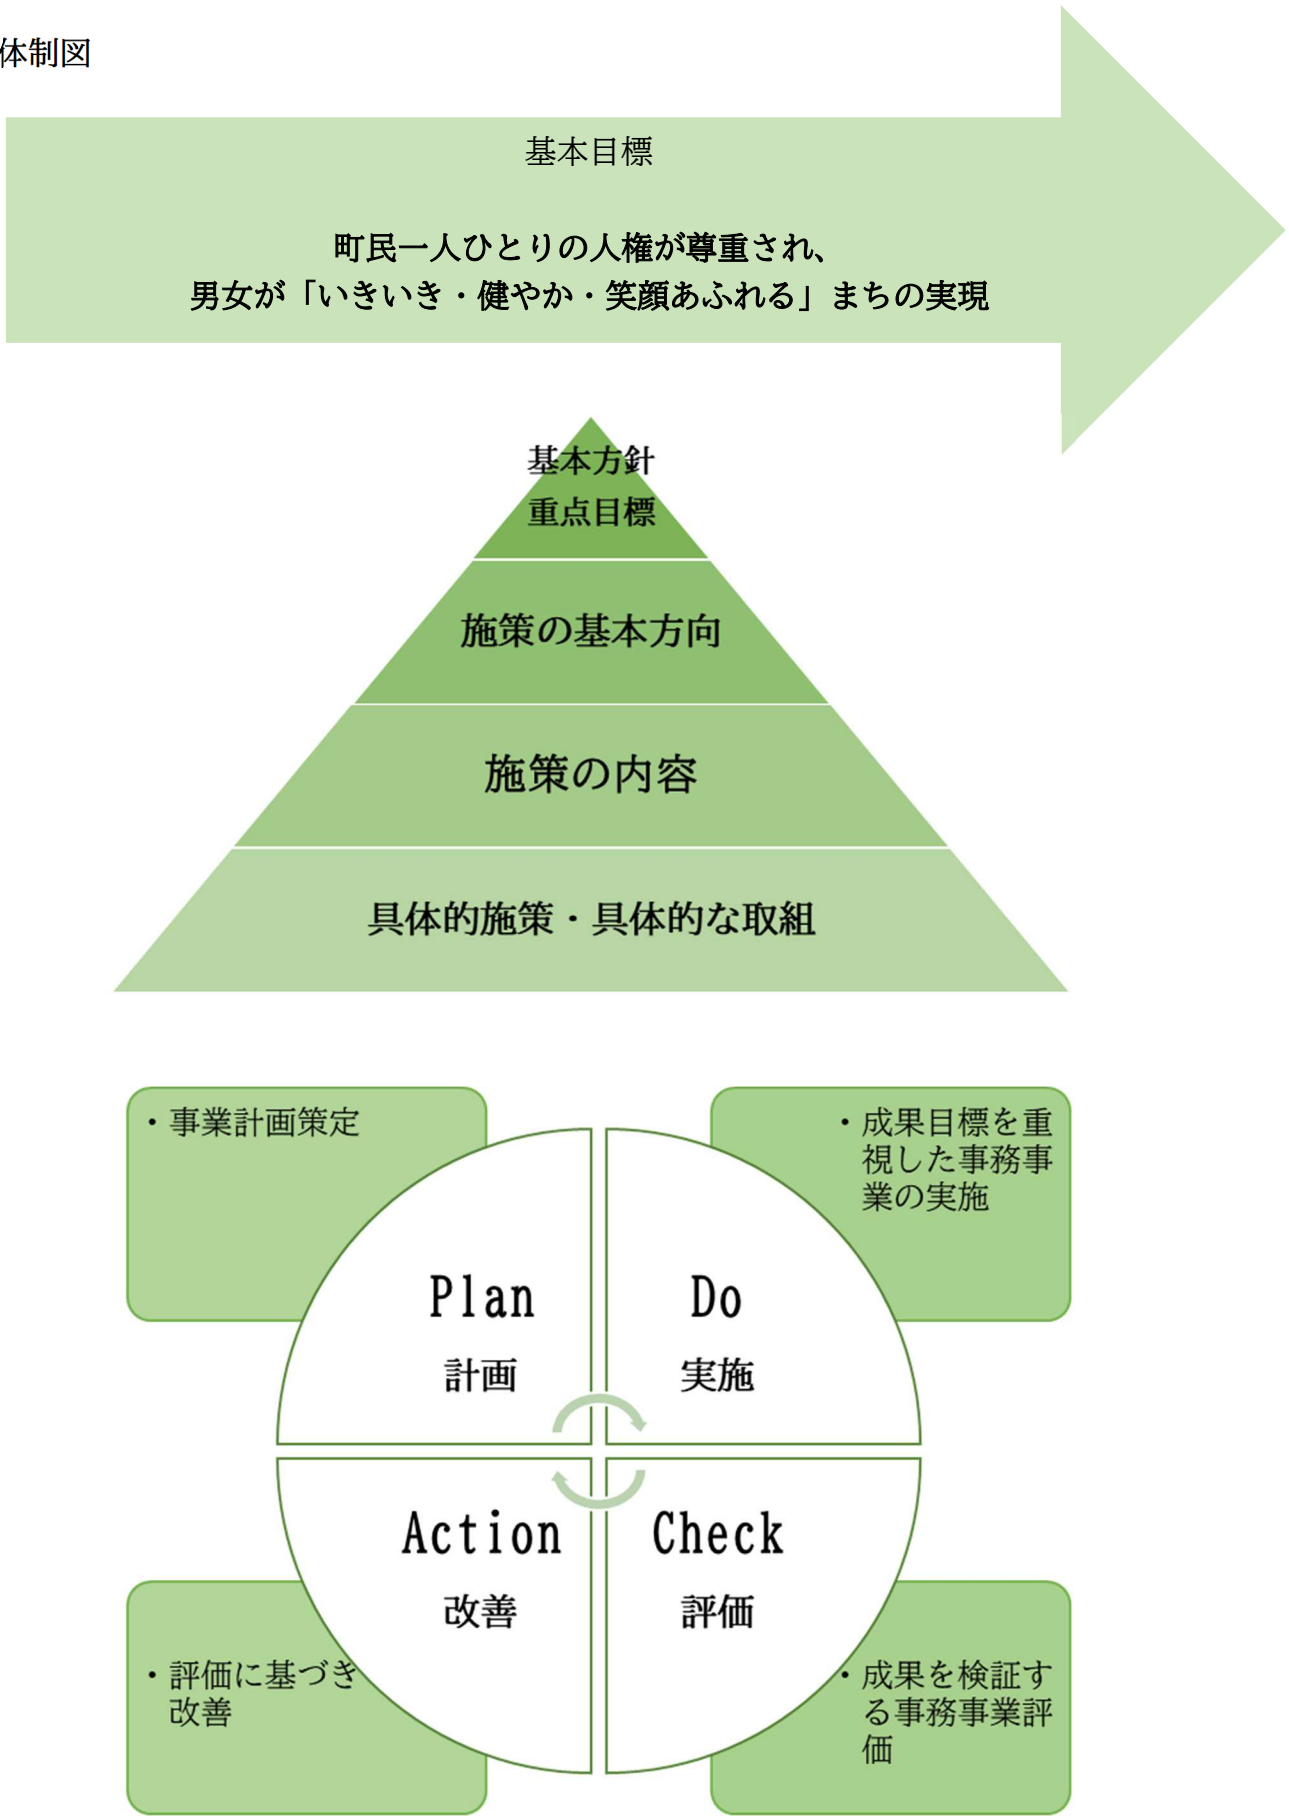 体制図
基本目標
町民一人ひとりの人権が尊重され、
男女が「いきいき・健やか・笑顔あふれる」まちの実現
基本方針
重点目標
施策の基本方向
施策の内容
具体的施策・具体的な取組
・事業計画策定
・成果目標を重
視した事務事
業の実施
Plan
計画
Do
実施
Action
改善
Check
評価
・評価に基づき
改善
・成果を検証す
る事務事業評
価